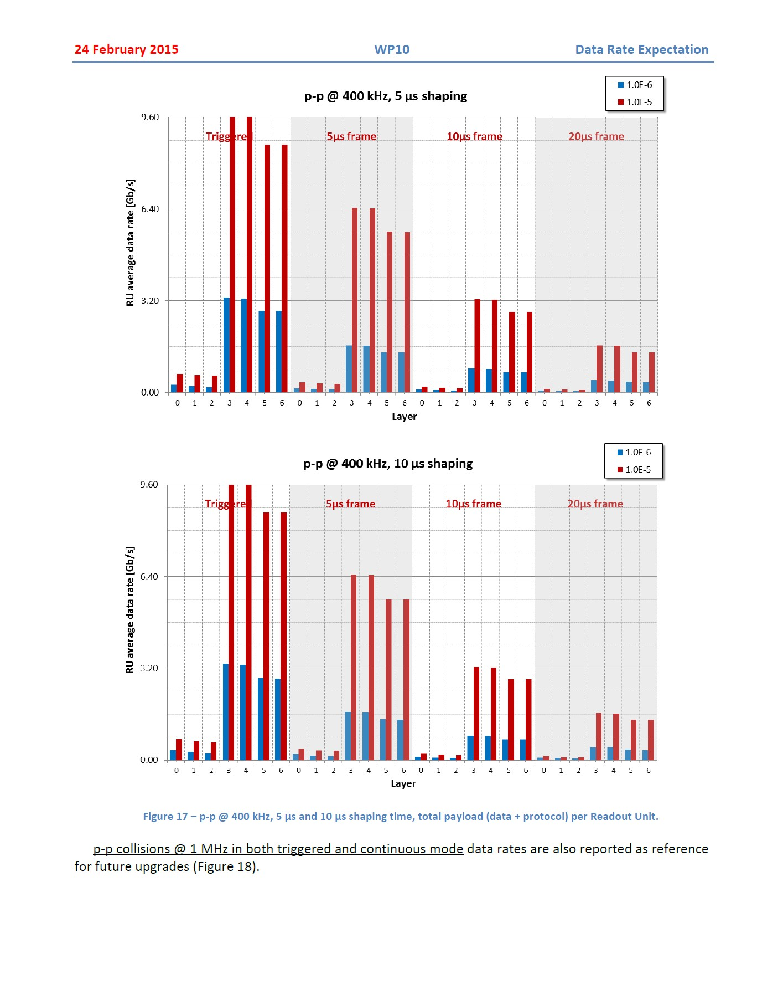 24 February 2015 WP10 Data Rate Expectation
1.0E-6
1.0E-5
p-p @ 400 kHz, 5 µs shaping
9.60
Triggere 5µs frame 10µs frame 20µs frame
6.40
3.20
0.00
RU average data rate [Gb/s]
0 1 2 3 4 5 6 0 1 2 3 4 5 6 0 1 2 3 4 5 6 0 1 2 3 4 5 6
Layer
1.0E-6
1.0E-5
p-p @ 400 kHz, 10 µs shaping
9.60
Triggere 5µs frame 10µs frame 20µs frame
6.40
3.20
0.00
RU average data rate [Gb/s]
0 1 2 3 4 5 6 0 1 2 3 4 5 6 0 1 2 3 4 5 6 0 1 2 3 4 5 6
Layer
Figure 17 – p-p @ 400 kHz, 5 µs and 10 µs shaping time, total payload (data + protocol) per Readout Unit.
p-p collisions @ 1 MHz in both triggered and continuous mode data rates are also reported as reference
for future upgrades (Figure 18).